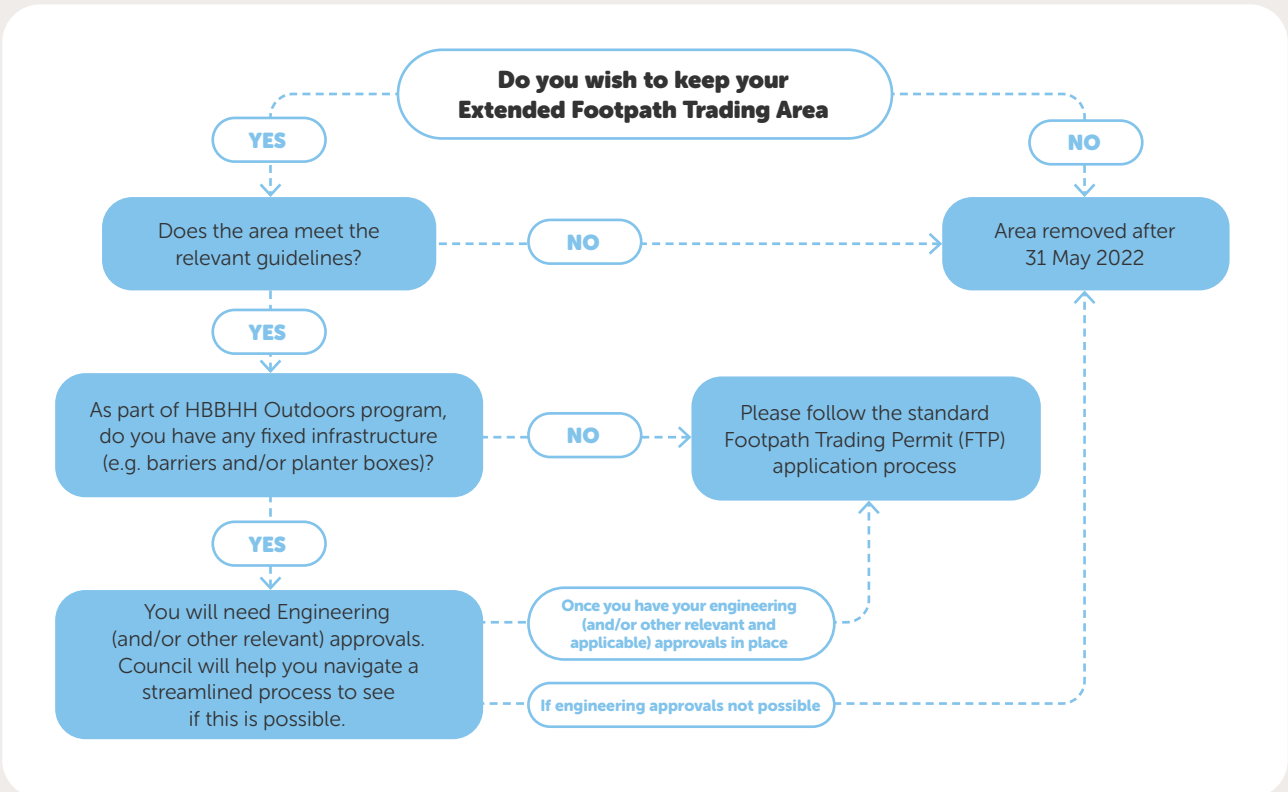 Do you wish to keep your
Extended Footpath Trading Area
YES
NO
Does the area meet the
relevant guidelines?
NO
Area removed after
31 May 2022
YES
As part of HBBHH Outdoors program,
do you have any fixed infrastructure
(e.g. barriers and/or planter boxes)?
NO
Please follow the standard
Footpath Trading Permit (FTP)
application process
YES
You will need Engineering
(and/or other relevant) approvals.
Council will help you navigate a
streamlined process to see
if this is possible.
Once you have your engineering
(and/or other relevant and
applicable) approvals in place
If engineering approvals not possible